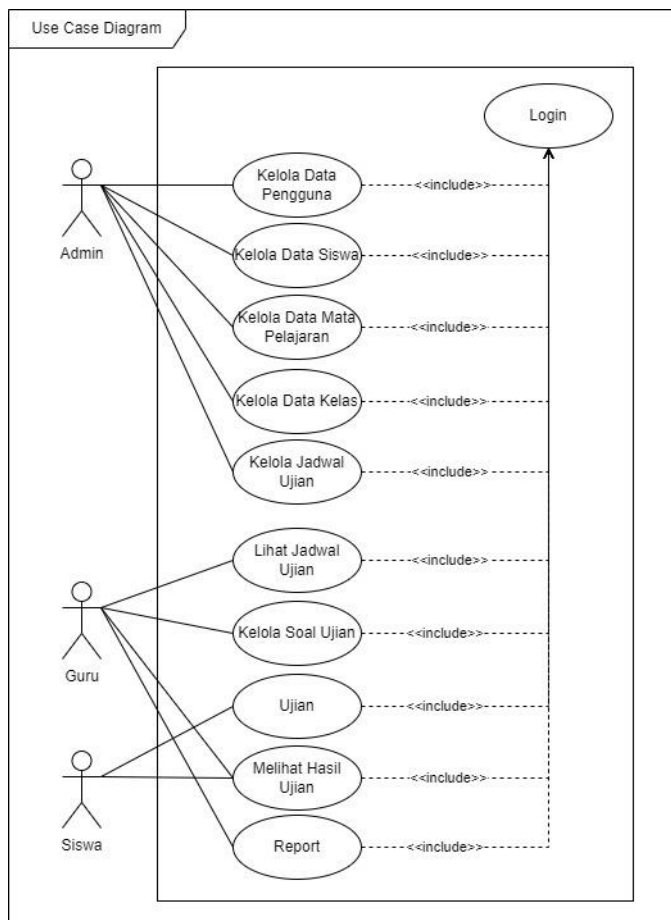 Use Case Diagram
Login
Kelola Data
Pengguna
<<include>>
Admin
Kelola Data Siswa
<<include>>
Kelola Data Mata
Pelajaran
<<include>>
Kelola Data Kelas
<<include>>
Kelola Jadwal
Ujian
<<include>>
Lihat Jadwal
Ujian
<<include>>
Guru
Kelola Soal Ujian
<<include>>
Ujian
<<include>>
Melihat Hasil
Ujian
<<include>>
Siswa
Report
<<include>>